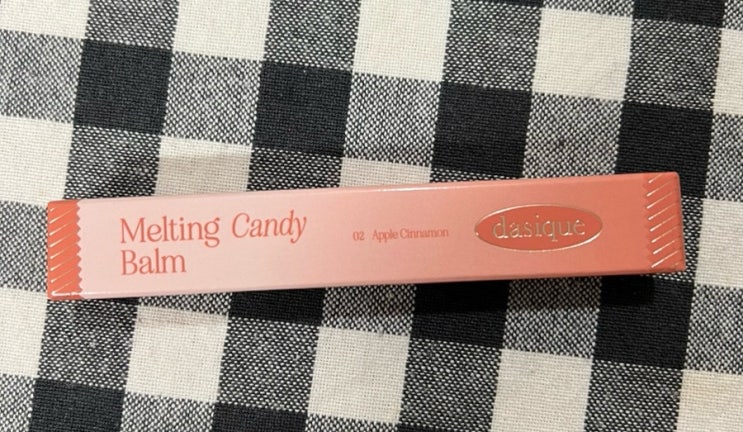 Melting Candy
Balm
02 Apple Cinnamon
dasique